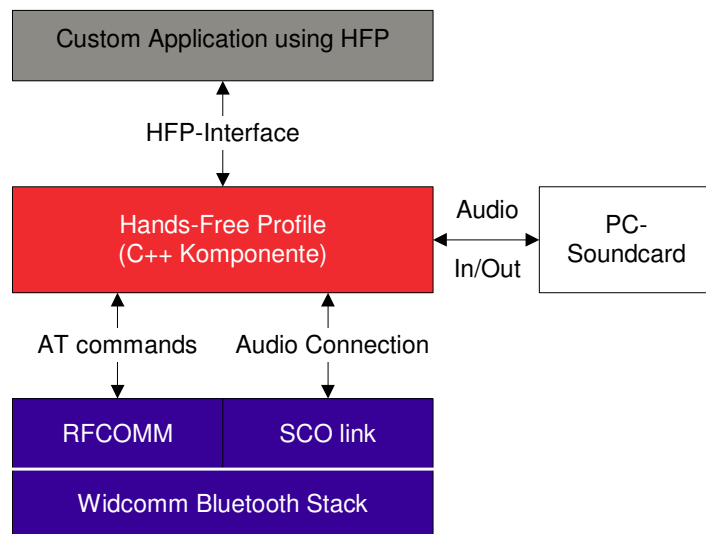 Custom Application using HFP
HFP-Interface
Hands-Free Profile
(C++ Komponente)
Audio
In/Out
PC-
Soundcard
AT commands
Audio Connection
RFCOMM
SCO link
Widcomm Bluetooth Stack